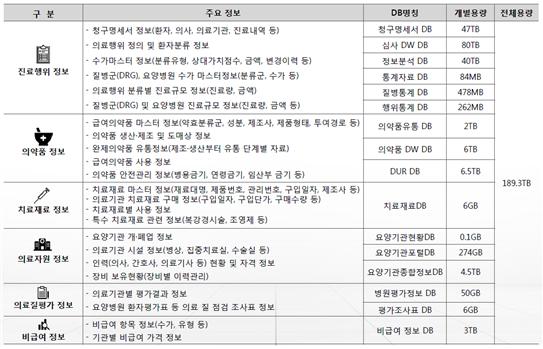 구 분 주요 정보 DB명칭 개별용량 전체용량
진료행위 정보
- 청구명세서 정보(환자, 의사, 의료기관, 진료내역 등)
- 의료행위 정의 및 환자분류 정보
- 수가마스터 정보(분류유형, 상대가치점수, 금액, 변경이력 등)
- 질병군(DRG), 요양병원 수가 마스터정보(분류군, 수가 등)
- 의료행위 분류별 진료규모 정보(진료량, 금액)
- 질병군(DRG) 및 요양병원 진료규모 정보(진료량, 금액 등)
청구명세서 DB 47TB
심사 DW DB 80TB
정보분석 DB 40TB
통계자료 DB 84MB
질병통계 DB 478MB
행위통계 DB 262MB
의약품 정보
- 급여의약품 마스터 정보(약효분류군, 성분, 제조사, 제품형태, 투여경로 등)
- 의약품 생산·제조 및 도매상 정보
- 완제의약품 유통정보(제조·생산부터 유통 단계별 자료)
- 급여의약품 사용 정보
- 의약품 안전관리 정보(병용금기, 연령금기, 임산부 금기 등)
의약품유통 DB 2TB
의약품 DW DB 6TB
DUR DB 6.5TB
189.3TB
치료재료 정보
- 치료재료 마스터 정보(재료대명, 제품번호, 관리번호, 구입일자, 제조사 등)
- 의료기관 치료재료 구매 정보(구입일자, 구입단가, 구매수량 등)
- 치료재료별 사용 정보
- 특수 치료재료 관련 정보(복강경시술, 조영제 등)
치료재료DB 6GB
의료자원 정보
- 요양기관 개·폐업 정보
- 의료기관 시설 정보(병상, 집중치료실, 수술실 등)
- 인력(의사, 간호사, 의료기사 등) 현황 및 자격 정보
- 장비 보유현황(장비별 이력관리)
요양기관현황DB 0.1GB
요양기관포털DB 274GB
요양기관종합정보DB 4.5TB
의료질평가 정보
- 의료기관별 평가결과 정보
- 요양병원 환자평가표 등 의료 질 점검 조사표 정보
병원평가정보 DB 50GB
평가조사표 DB 6GB
비급여 정보
- 비급여 항목 정보(수가, 유형 등)
- 기관별 비급여 가격 정보
비급여 정보 DB 3TB